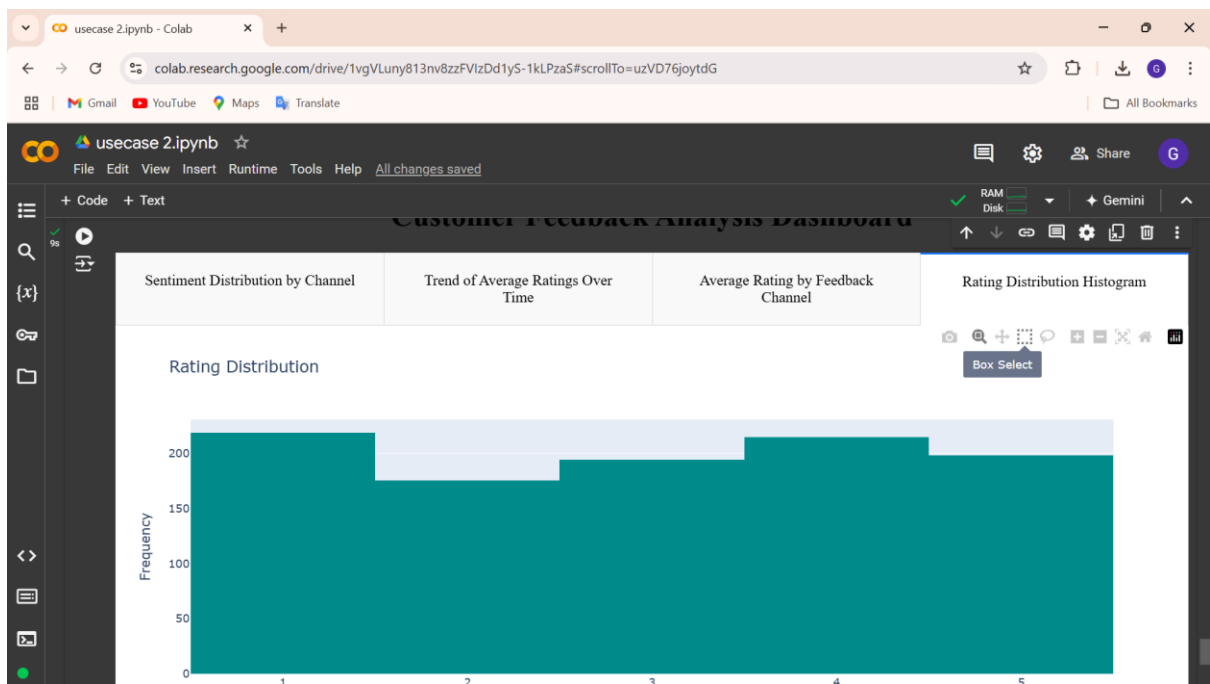 usecase 2.ipynb - Colab
colab.research.google.com/drive/1vgVLuny813nv8zzFVIzDd1yS-1kLPzaS#scrollTo=uzVD76joytdG
G
Gmail YouTube Maps Translate All Bookmarks
CO usecase 2.ipynb
File Edit View Insert Runtime Tools Help All changes saved
Share G
+ Code + Text
RAM
Disk
Gemini
Customer Feedback Analysis Dashboard
9s
{x}
Sentiment Distribution by Channel
Trend of Average Ratings Over
Time
Average Rating by Feedback
Channel
Rating Distribution Histogram
Box Select
Rating Distribution
Frequency
200
150
100
50
0
1 2 3 4 5